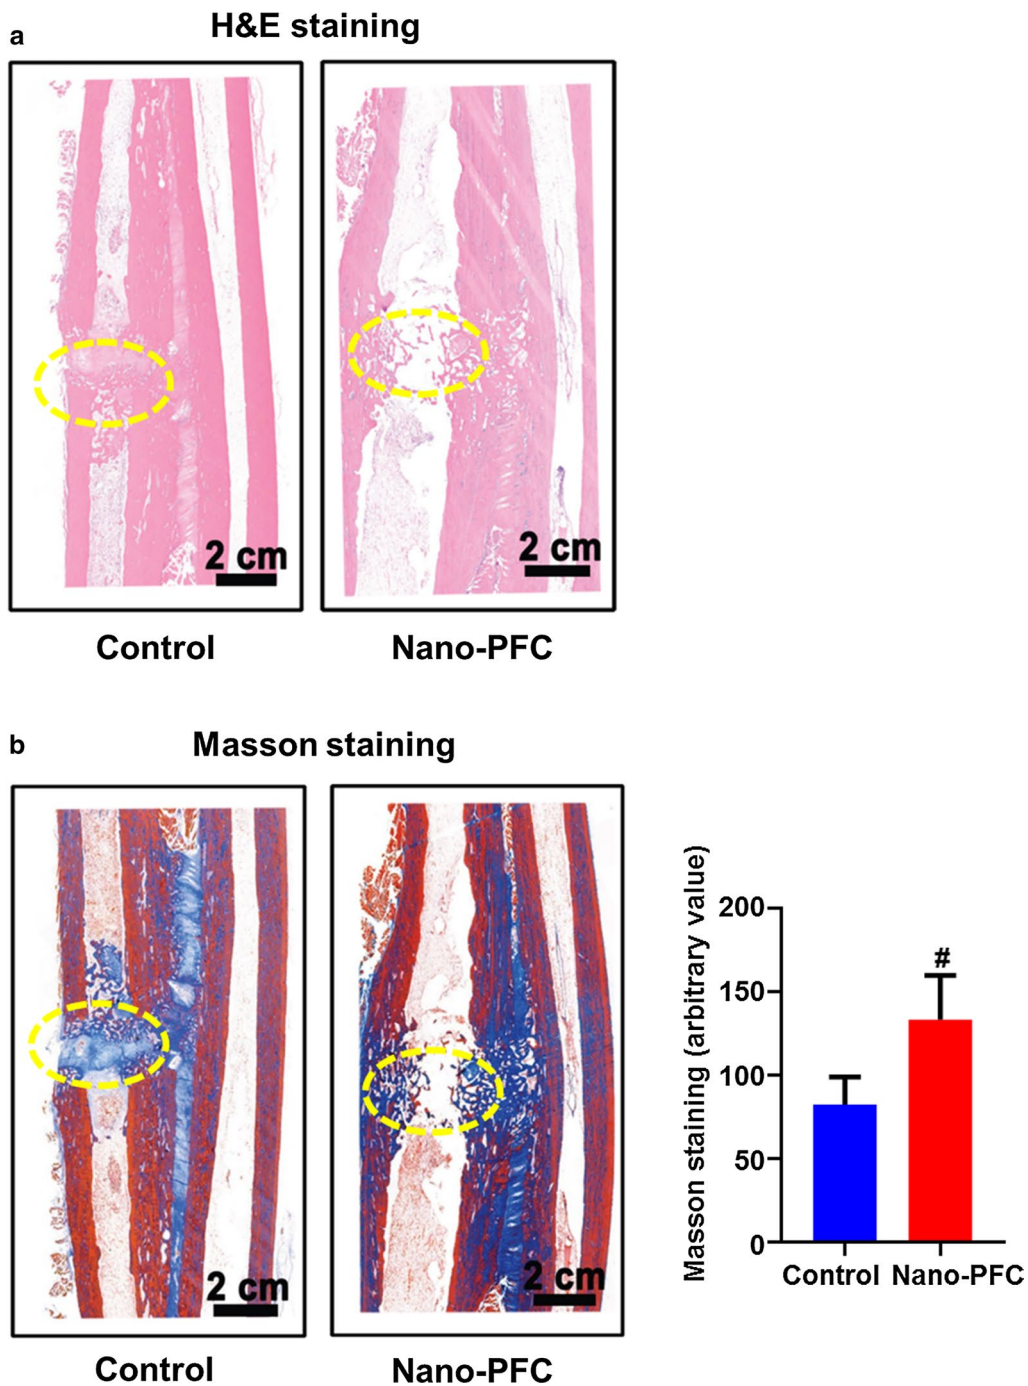 a
H&E staining
2 cm
2 cm
Control
Nano-PFC
b
Masson staining
2 cm
2 cm
Control
Nano-PFC
Masson staining (arbitrary value)
200
150
100
50
0
#
Control
Nano-PFC